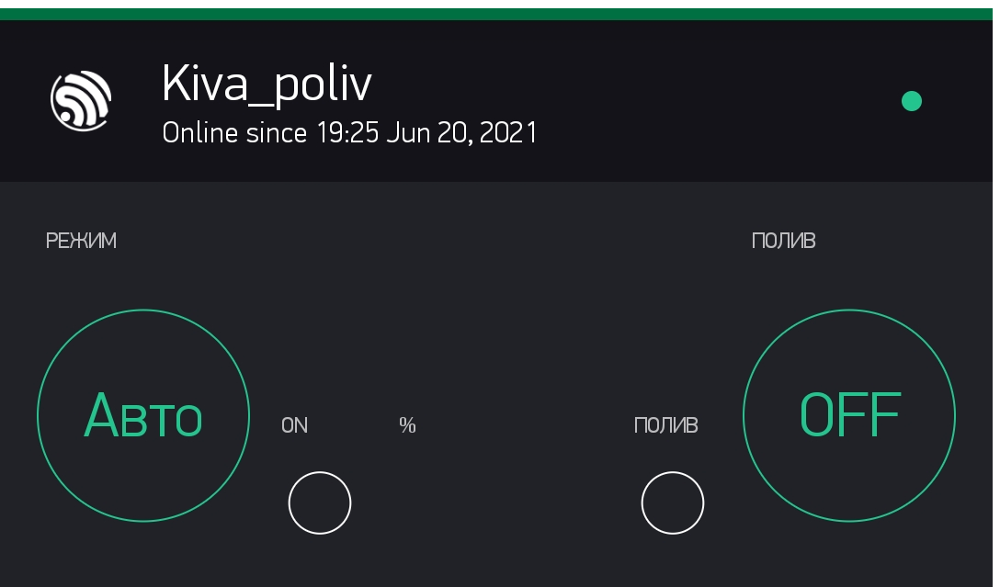 Kiva_poliv
Online since 19:25 Jun 20, 2021
РЕЖИМ ПОЛИВ
Авто OFF
ON % ПОЛИВ